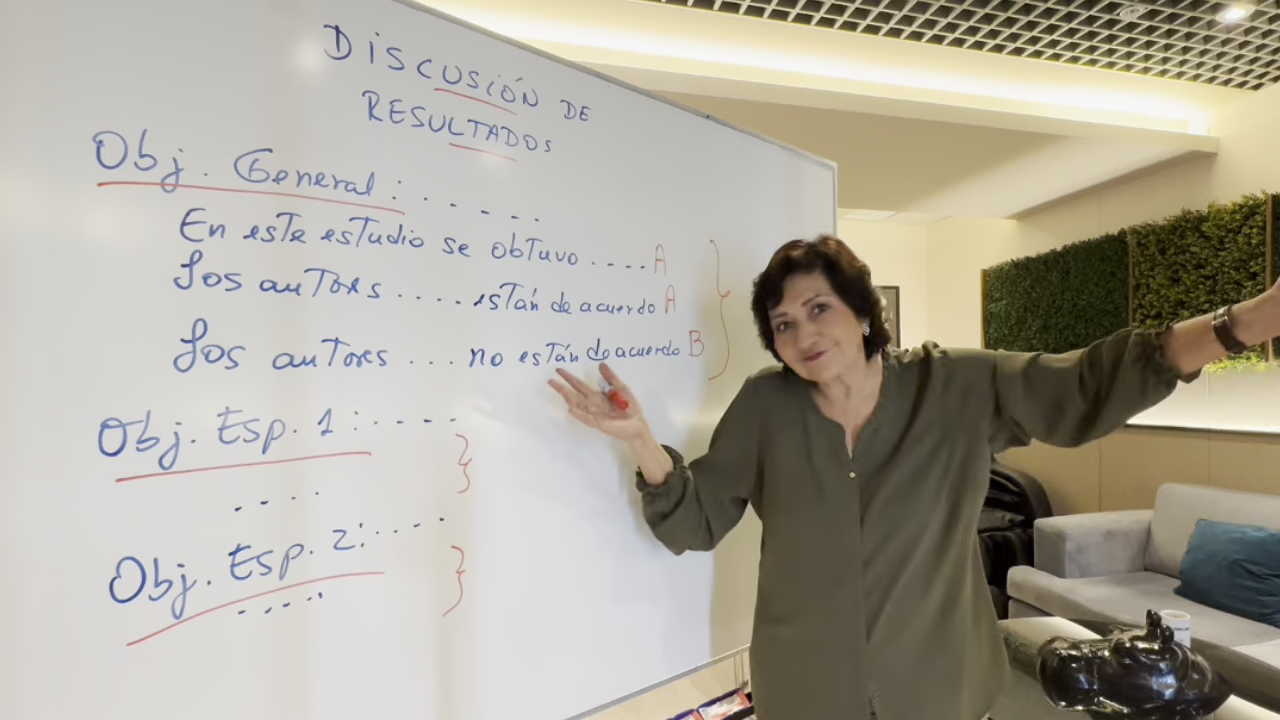 DISCUSIÓN DE
RESULTADOS
Obj. General : . - - - .
En este estudio se obtuvo .... A
Los autores .... están de acuerdo A
Los autores ... no están de acuerdo B
Obj. Esp. 1 : - - - -
- - - .
Obj. Esp. 2 : - - - -
- - - -